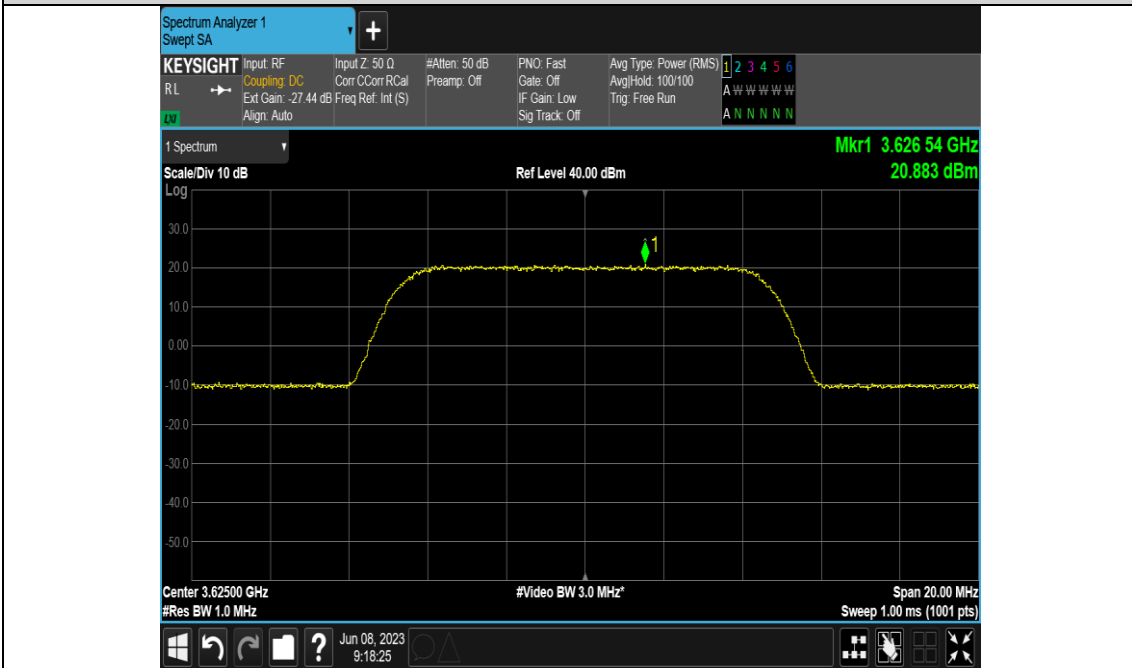 Spectrum Analyzer 1
Swept SA
+
KEYSIGHT
RL
LXI
Input: RF
Coupling: DC
Ext Gain: -27.44 dB
Align: Auto
Input Z: 50 Ω
Corr CCorr RCal
Freq Ref: Int (S)
#Atten: 50 dB
Preamp: Off
PNO: Fast
Gate: Off
IF Gain: Low
Sig Track: Off
Avg Type: Power (RMS)
Avg|Hold: 100/100
Trig: Free Run
1 2 3 4 5 6
A W W W W W
A N N N N N
1 Spectrum
Mkr1 3.626 54 GHz
20.883 dBm
Scale/Div 10 dB
Ref Level 40.00 dBm
Log
30.0
1
20.0
10.0
0.00
-10.0
-20.0
-30.0
-40.0
-50.0
Center 3.62500 GHz
#Video BW 3.0 MHz*
Span 20.00 MHz
#Res BW 1.0 MHz
Sweep 1.00 ms (1001 pts)
?
Jun 08, 2023
9:18:25